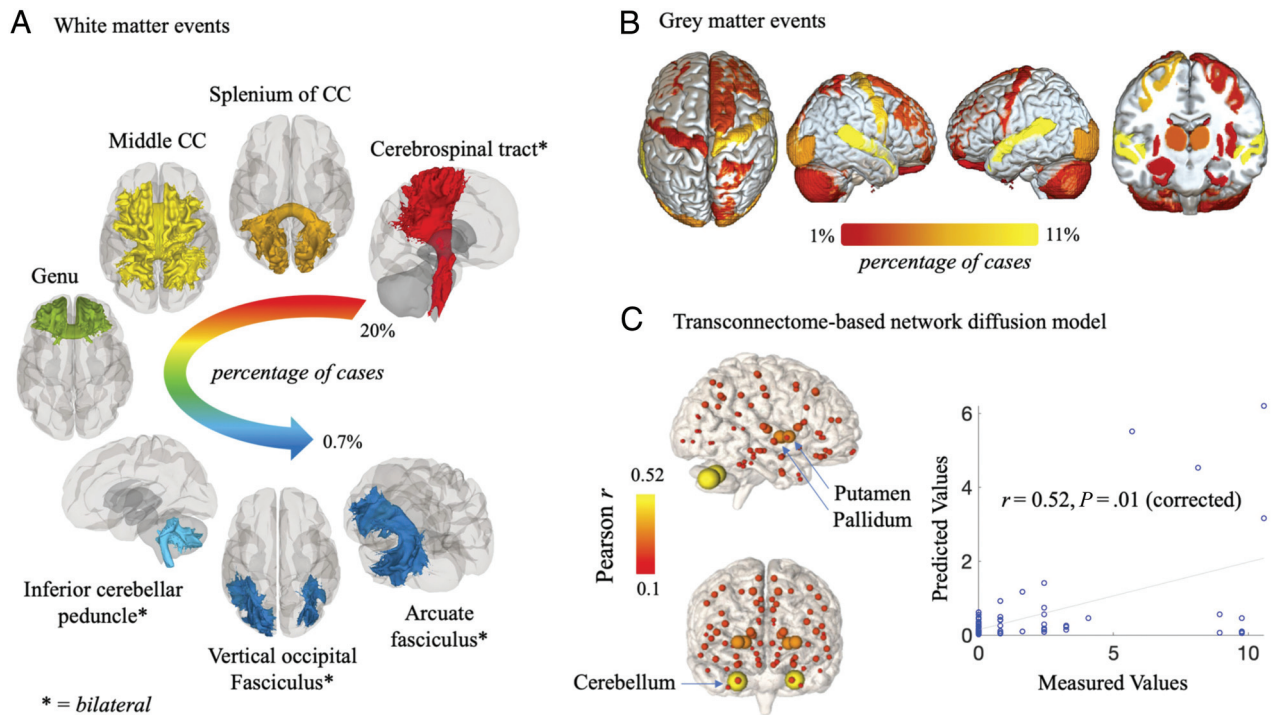 A White matter events
Splenium of CC
Middle CC
Cerebrospinal tract*
Genu
20%
percentage of cases
0.7%
Inferior cerebellar
peduncle*
Vertical occipital
Fasciculus*
Arcuate
fasciculus*
* = bilateral
B Grey matter events
1%
11%
percentage of cases
C Transconnectome-based network diffusion model
Pearson r
0.52
0.1
Putamen
Pallidum
Cerebellum
r = 0.52, P = .01 (corrected)
Predicted Values
6
4
2
0
0
5
10
Measured Values